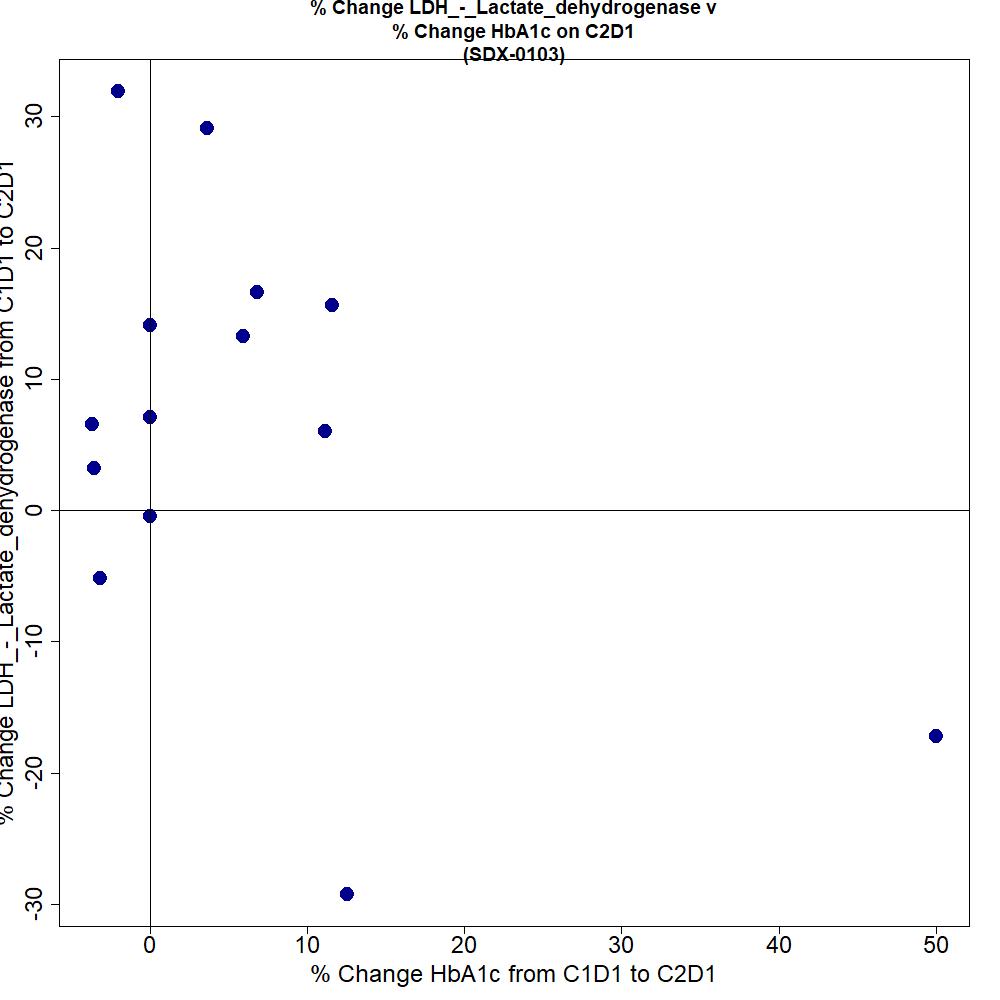 % Change LDH_-_Lactate_dehydrogenase v
% Change HbA1c on C2D1
(SDX-0103)
% Change LDH_-_Lactate_dehydrogenase from C1D1 to C2D1
30
20
10
0
-10
-20
-30
0 10 20 30 40 50
% Change HbA1c from C1D1 to C2D1